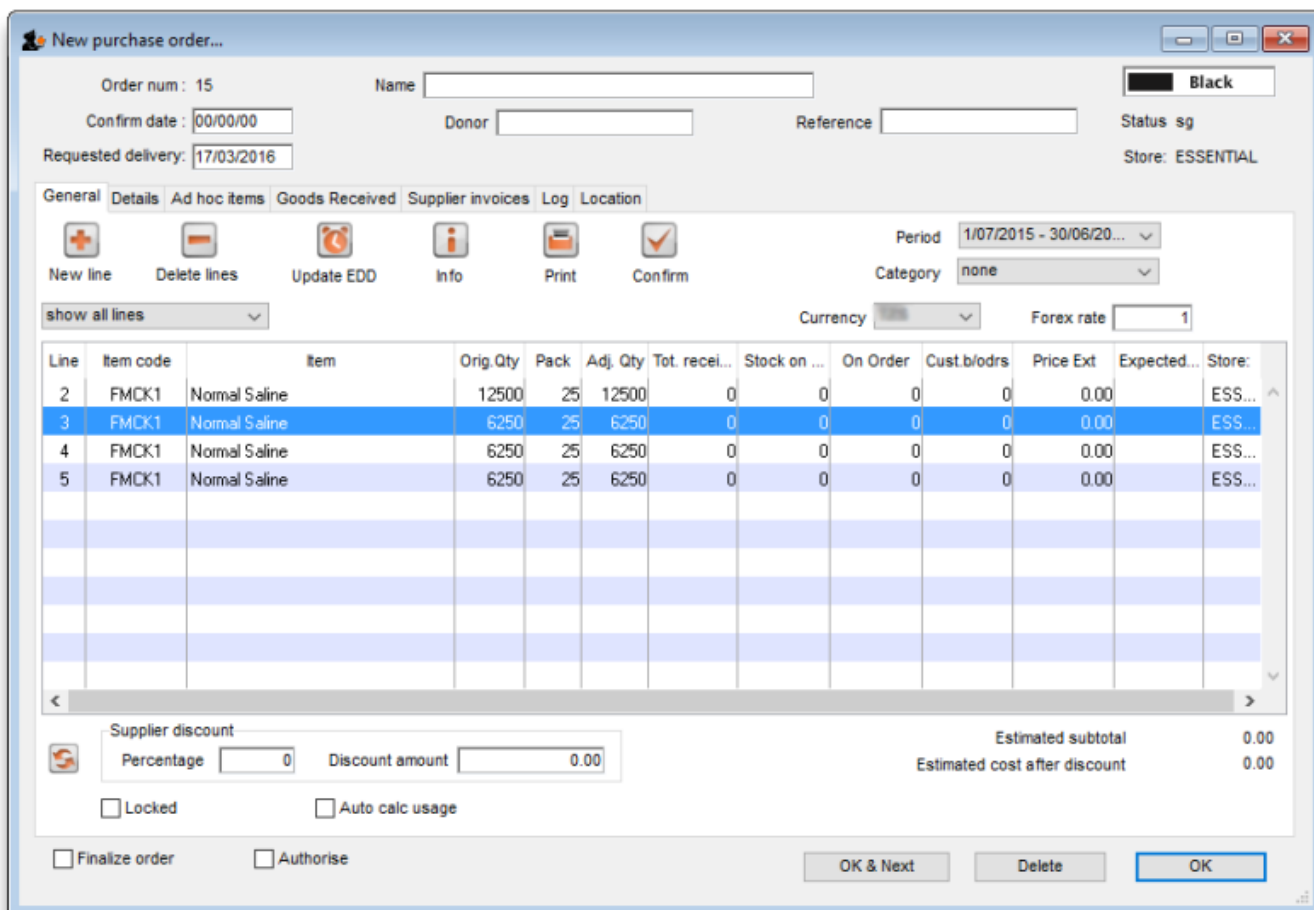 New purchase order...
Order num : 15 Name Black
Confirm date : 00/00/00 Donor Reference Status sg
Requested delivery: 17/03/2016 Store: ESSENTIAL
General Details Ad hoc items Goods Received Supplier invoices Log Location
New line Delete lines Update EDD Info Print Confirm
Period 1/07/2015 - 30/06/20...
Category none
show all lines Currency Forex rate 1
Line Item code Item Orig.Qty Pack Adj. Qty Tot. recei... Stock on ... On Order Cust.b/odrs Price Ext Expected... Store:
2 FMCK1 Normal Saline 12500 25 12500 0 0 0 0 0.00 ESS...
3 FMCK1 Normal Saline 6250 25 6250 0 0 0 0 0.00 ESS...
4 FMCK1 Normal Saline 6250 25 6250 0 0 0 0 0.00 ESS...
5 FMCK1 Normal Saline 6250 25 6250 0 0 0 0 0.00 ESS...
Supplier discount
Percentage 0 Discount amount 0.00
Estimated subtotal 0.00
Estimated cost after discount 0.00
Locked Auto calc usage
Finalize order Authorise OK & Next Delete OK